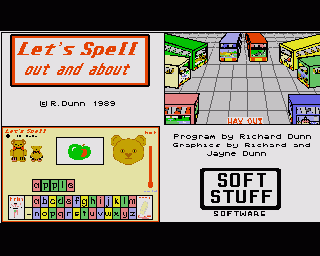 Let's Spell
out and about
© R.Dunn 1989
WAY OUT
Program by Richard Dunn
Graphics by Richard and
Jayne Dunn
Let's Spell
apple
abcdefghijklm
nopqrstuvwxyz
SOFT
STUFF
SOFTWARE